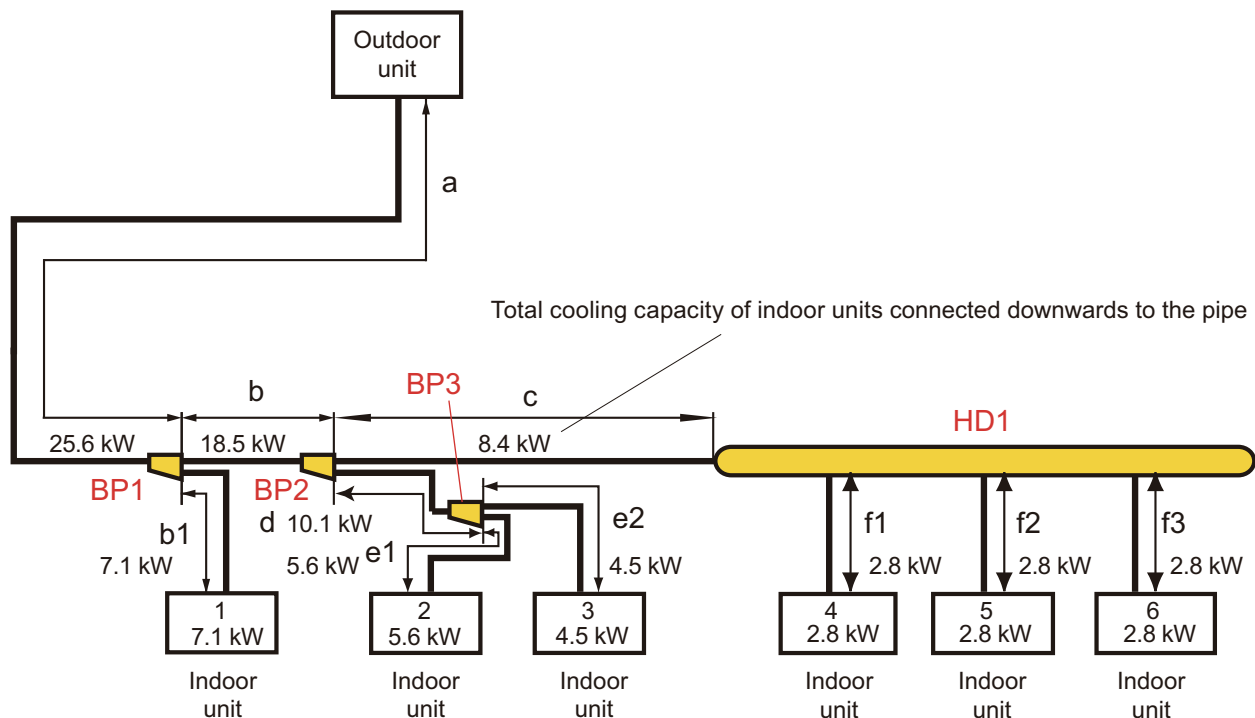 Outdoor
unit
a
Total cooling capacity of indoor units connected downwards to the pipe
BP3
b
c
HD1
25.6 kW
18.5 kW
8.4 kW
BP1
BP2
d
10.1 kW
e2
f1
f2
f3
b1
e1
7.1 kW
5.6 kW
4.5 kW
2.8 kW
2.8 kW
2.8 kW
1
7.1 kW
2
5.6 kW
3
4.5 kW
4
2.8 kW
5
2.8 kW
6
2.8 kW
Indoor
unit
Indoor
unit
Indoor
unit
Indoor
unit
Indoor
unit
Indoor
unit